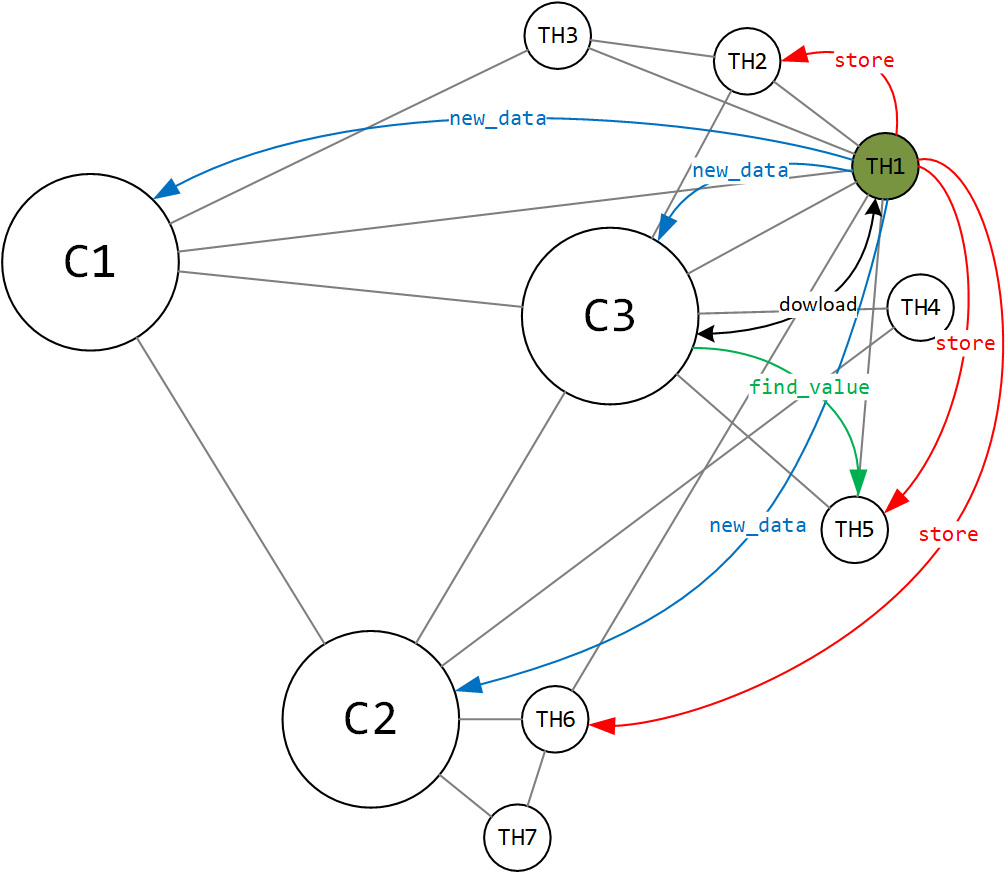 TH3
TH2
store
new_data
TH1
new_data
C1
C3
dowload
TH4
store
find_value
new_data
TH5
store
C2
TH6
TH7